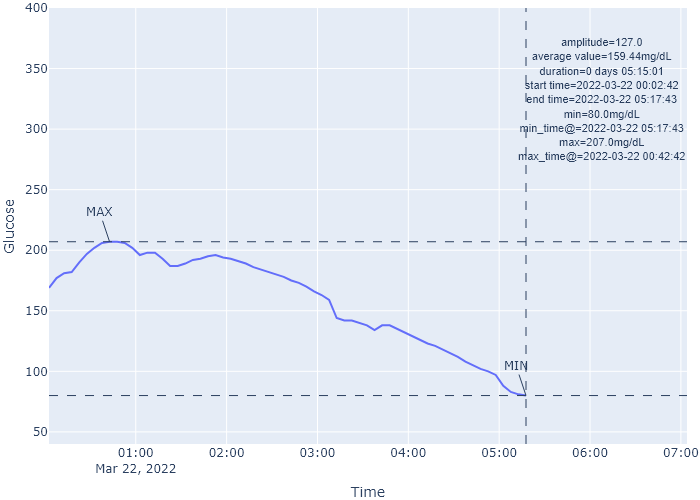 400
350
300
250
200
150
100
50
Glucose
amplitude=127.0
average value=159.44mg/dL
duration=0 days 05:15:01
start time=2022-03-22 00:02:42
end time=2022-03-22 05:17:43
min=80.0mg/dL
min_time@=2022-03-22 05:17:43
max=207.0mg/dL
max_time@=2022-03-22 00:42:42
MAX
MIN
01:00 02:00 03:00 04:00 05:00 06:00 07:00
Mar 22, 2022
Time